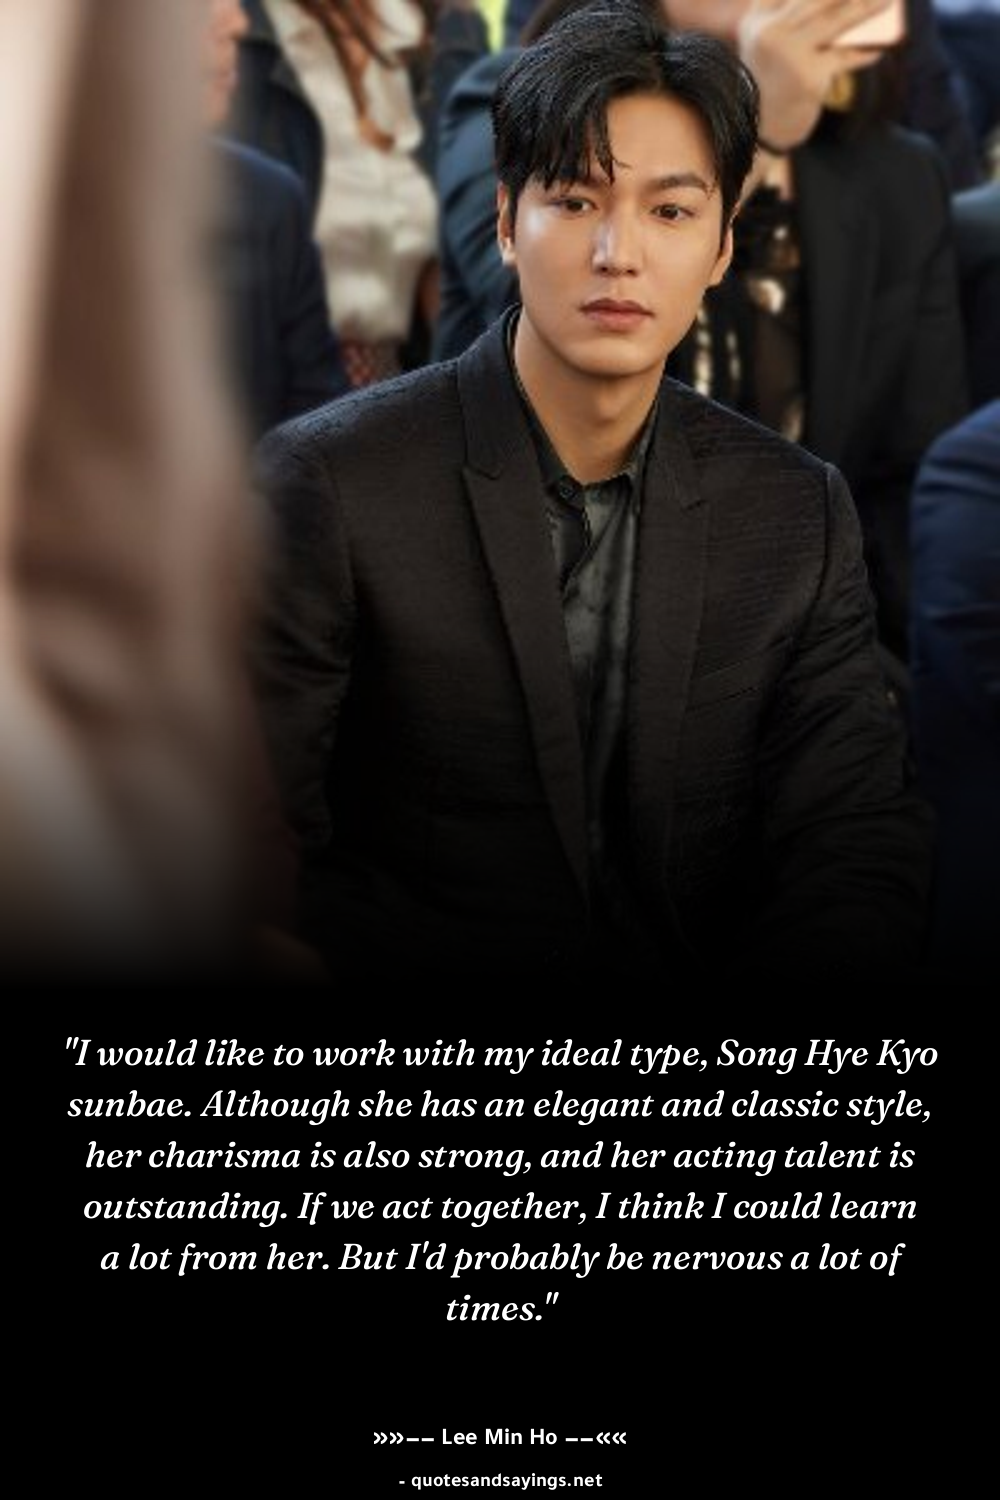 "I would like to work with my ideal type, Song Hye Kyo
sunbae. Although she has an elegant and classic style,
her charisma is also strong, and her acting talent is
outstanding. If we act together, I think I could learn
a lot from her. But I'd probably be nervous a lot of
times."
»»−− Lee Min Ho −−««
- quotesandsayings.net